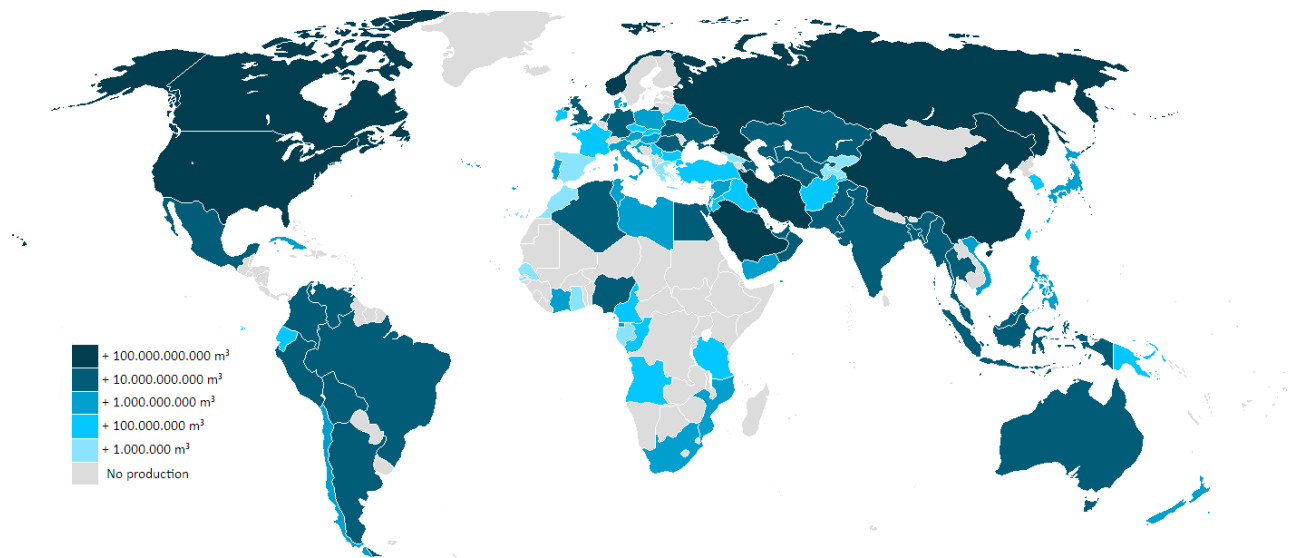 + 100.000.000.000 m³
+ 10.000.000.000 m³
+ 1.000.000.000 m³
+ 100.000.000 m³
+ 1.000.000 m³
No production